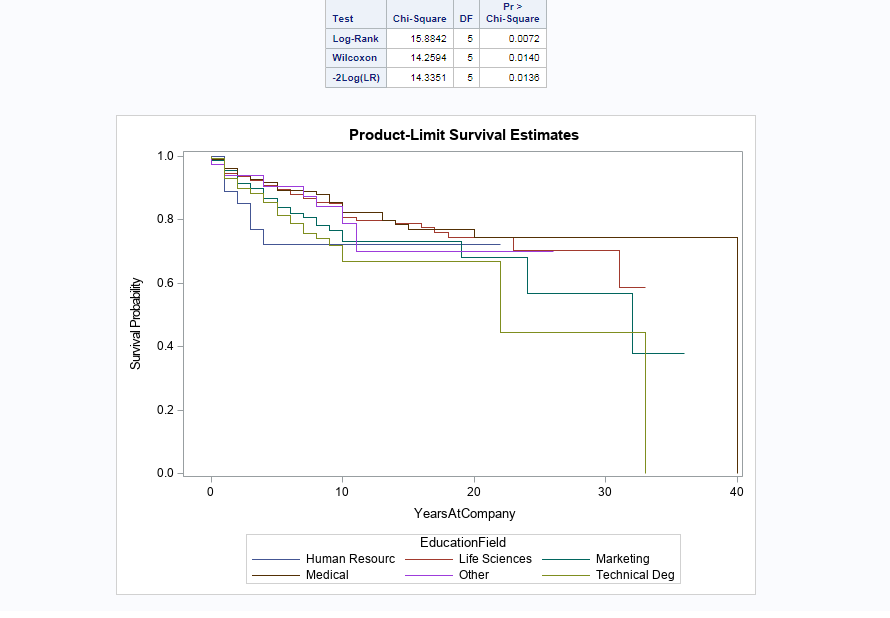 Test Chi-Square DF Pr > Chi-Square
Log-Rank 15.8842 5 0.0072
Wilcoxon 14.2594 5 0.0140
-2Log(LR) 14.3351 5 0.0136
Product-Limit Survival Estimates
1.0
0.8
0.6
0.4
0.2
0.0
Survival Probability
0 10 20 30 40
YearsAtCompany
EducationField
Human Resourc Life Sciences Marketing
Medical Other Technical Deg